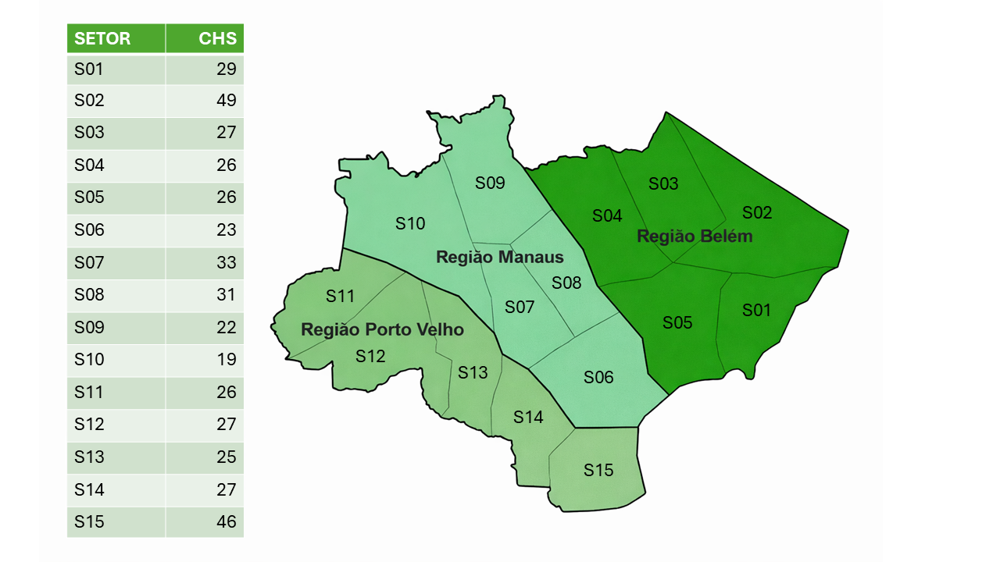 SETOR CHS
S01 29
S02 49
S03 27
S04 26
S05 26
S06 23
S07 33
S08 31
S09 22
S10 19
S11 26
S12 27
S13 25
S14 27
S15 46
S09
S03
S02
S04
S10
Região Belém
Região Manaus
S08
S11
S07
S01
S05
Região Porto Velho
S12
S13
S06
S14
S15